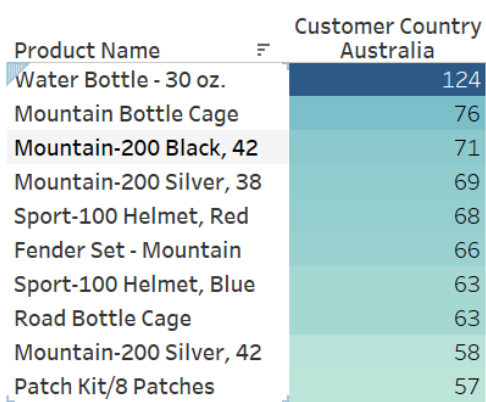 Customer Country
Product Name Australia
Water Bottle - 30 oz. 124
Mountain Bottle Cage 76
Mountain-200 Black, 42 71
Mountain-200 Silver, 38 69
Sport-100 Helmet, Red 68
Fender Set - Mountain 66
Sport-100 Helmet, Blue 63
Road Bottle Cage 63
Mountain-200 Silver, 42 58
Patch Kit/8 Patches 57